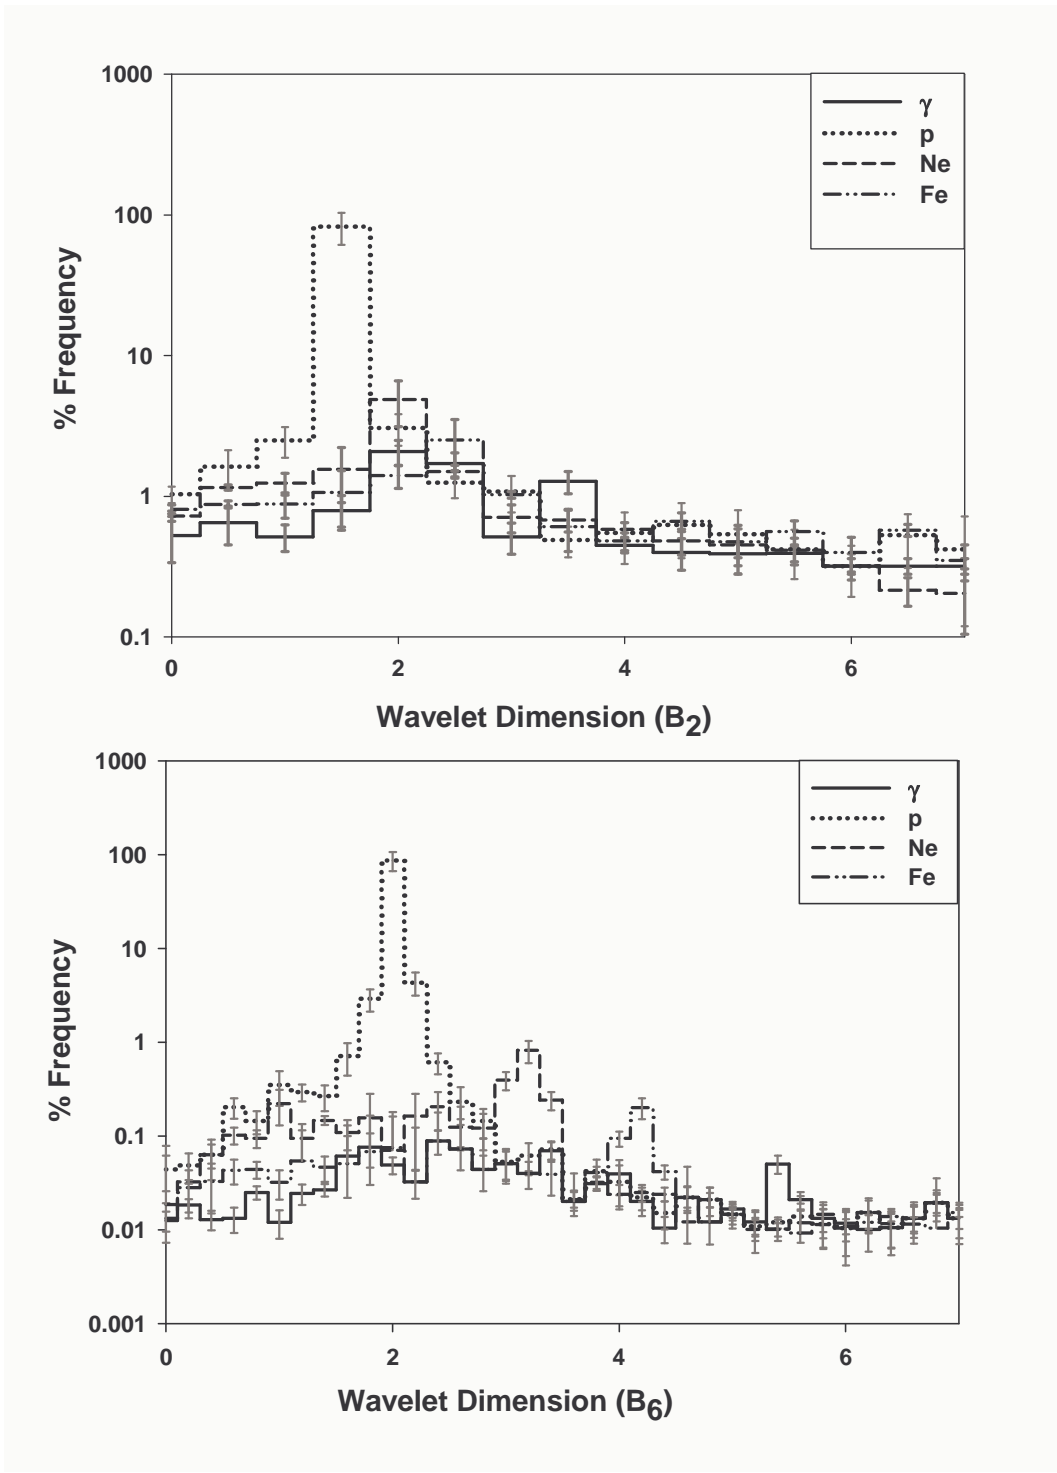 1000
100
10
1
0.1
% Frequency
γ
p
Ne
Fe
0 2 4 6
Wavelet Dimension (B2)
1000
100
10
1
0.1
0.01
0.001
% Frequency
γ
p
Ne
Fe
0 2 4 6
Wavelet Dimension (B6)